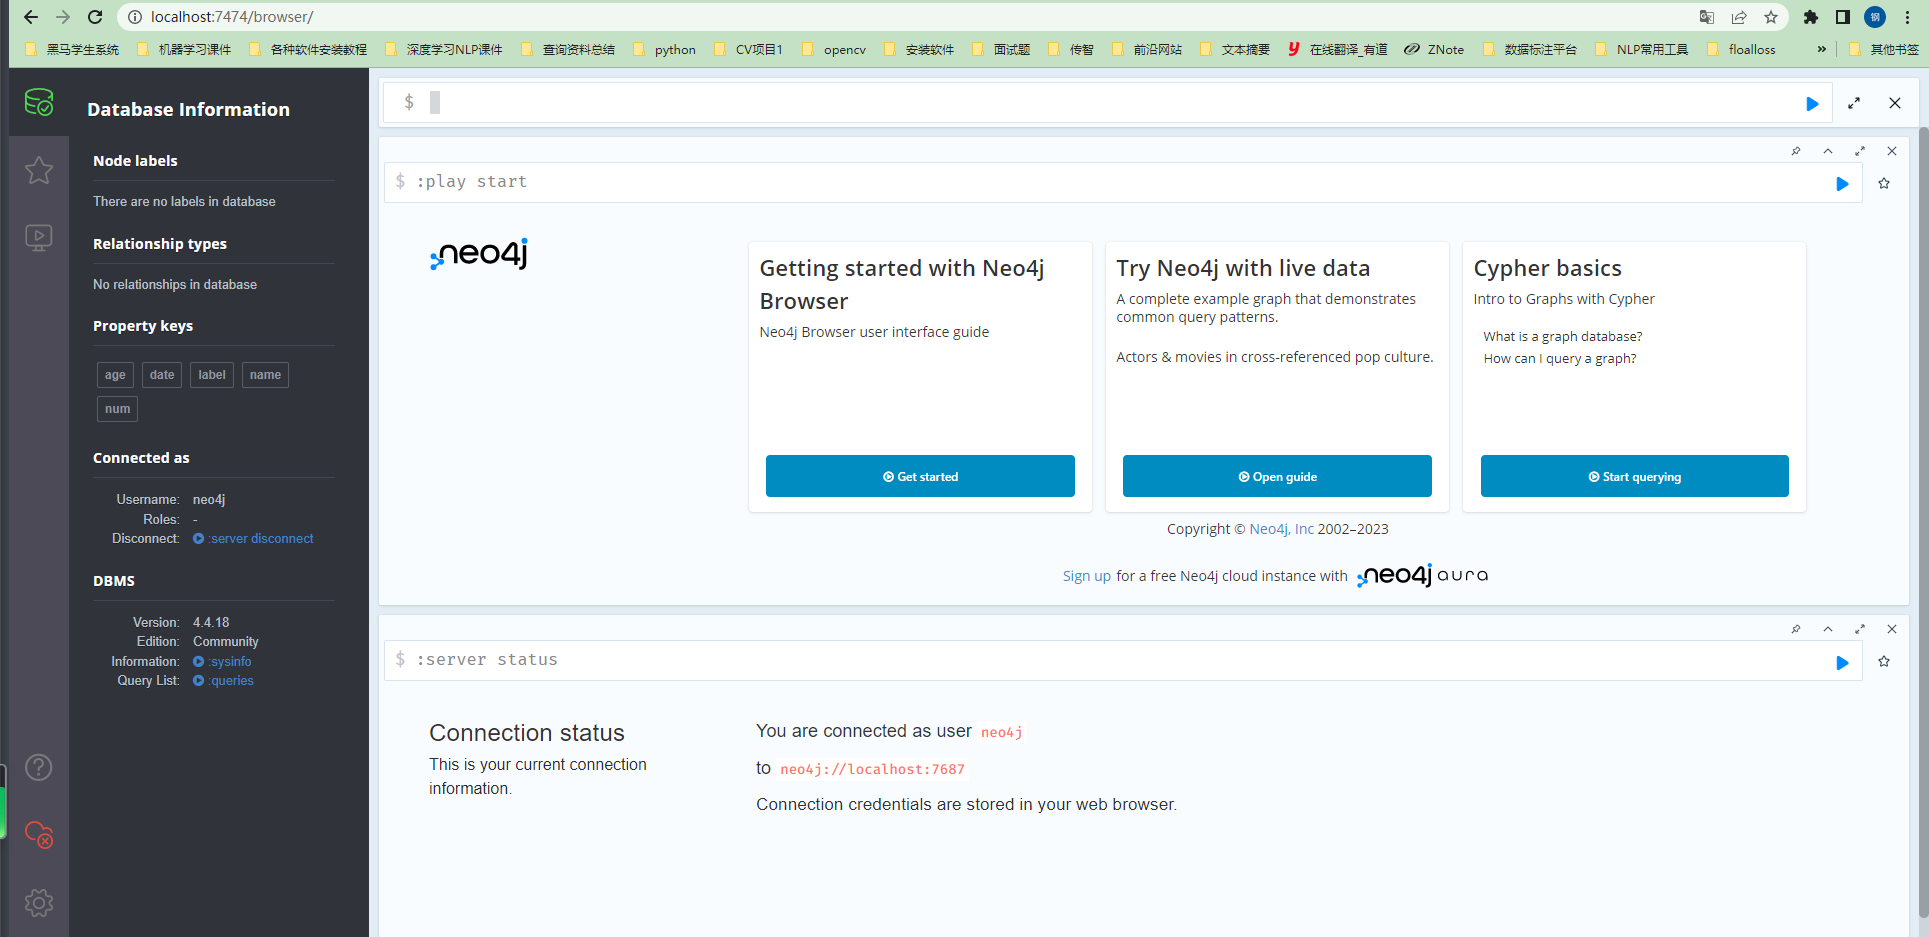 localhost:7474/browser/
钢
黑马学生系统 机器学习课件 各种软件安装教程 深度学习NLP课件 查询资料总结 python CV项目1 opencv 安装软件 面试题 传智 前沿网站 文本摘要 在线翻译_有道 ZNote 数据标注平台 NLP常用工具 floalloss » 其他书签
Database Information
Node labels
There are no labels in database
Relationship types
No relationships in database
Property keys
age date label name
num
Connected as
Username: neo4j
Roles: -
Disconnect: :server disconnect
DBMS
Version: 4.4.18
Edition: Community
Information: :sysinfo
Query List: :queries
$
$ :play start
neo4j
Getting started with Neo4j
Browser
Neo4j Browser user interface guide
Get started
Try Neo4j with live data
A complete example graph that demonstrates
common query patterns.
Actors & movies in cross-referenced pop culture.
Open guide
Cypher basics
Intro to Graphs with Cypher
What is a graph database?
How can I query a graph?
Start querying
Copyright © Neo4j, Inc 2002–2023
Sign up for a free Neo4j cloud instance with neo4j aura
$ :server status
Connection status
This is your current connection
information.
You are connected as user neo4j
to neo4j://localhost:7687
Connection credentials are stored in your web browser.